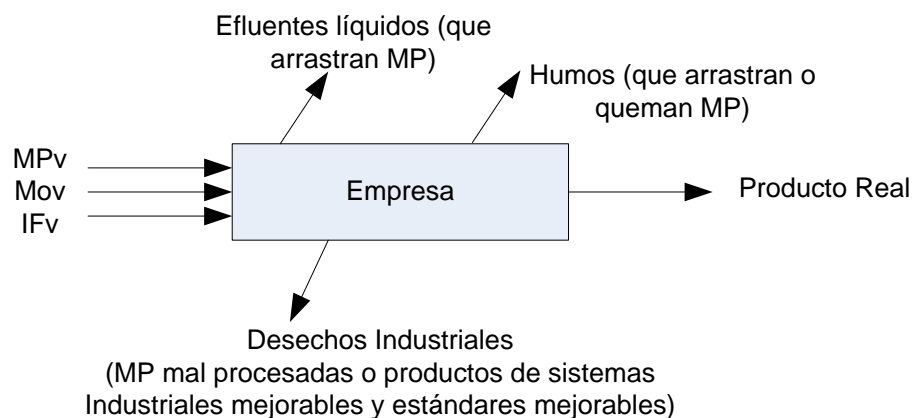 Efluentes líquidos (que
arrastran MP)
Humos (que arrastran o
queman MP)
MPv
Mov
IFv
Empresa
Producto Real
Desechos Industriales
(MP mal procesadas o productos de sistemas
Industriales mejorables y estándares mejorables)